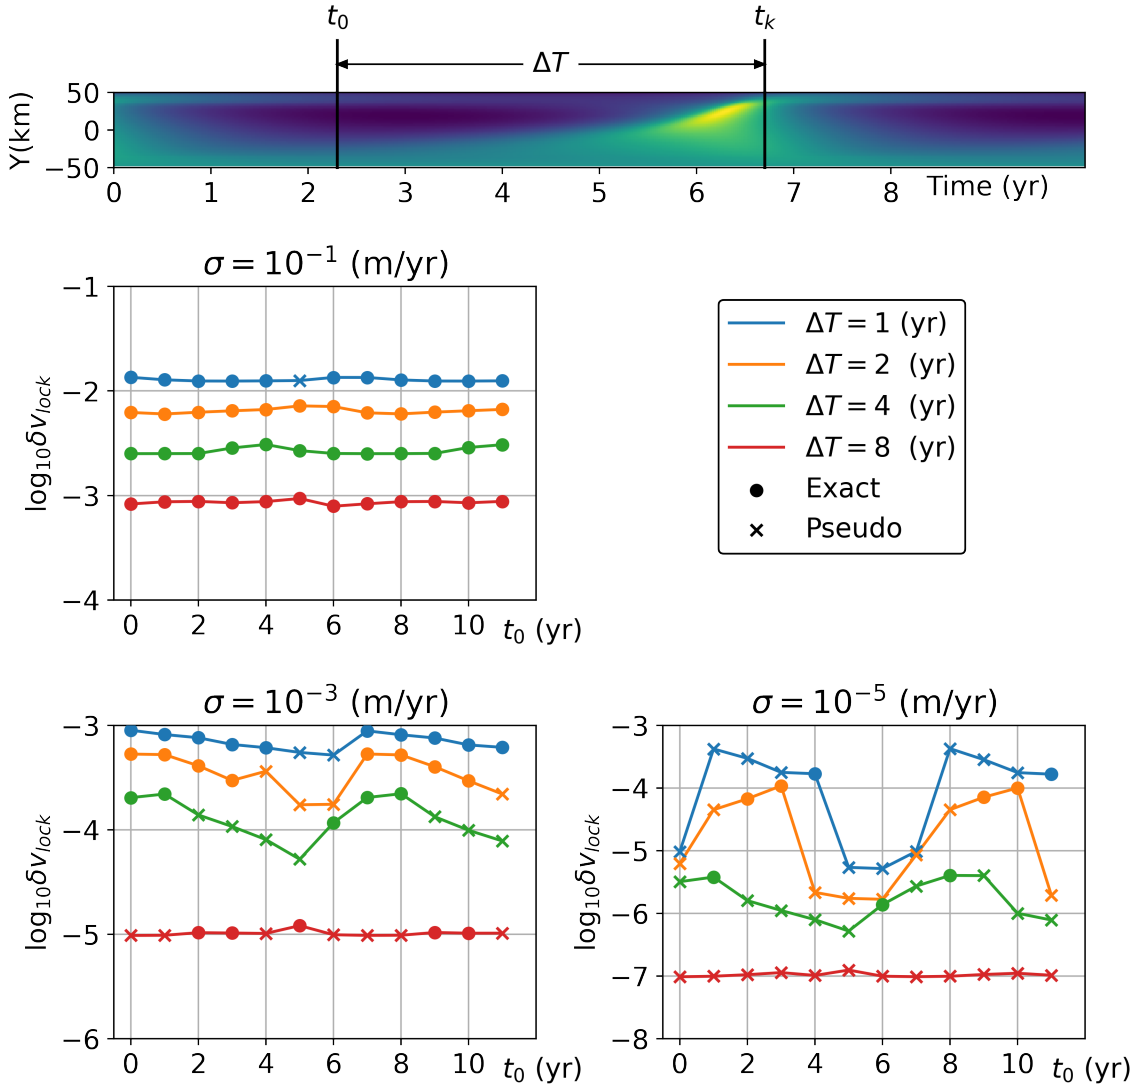 t₀ tₖ
ΔT
50
0
−50
Y(km)
0 1 2 3 4 5 6 7 8 Time (yr)
σ = 10⁻¹ (m/yr)
−1
−2
−3
−4
log₁₀δv_lock
0 2 4 6 8 10 t₀ (yr)
ΔT = 1 (yr)
ΔT = 2 (yr)
ΔT = 4 (yr)
ΔT = 8 (yr)
Exact
Pseudo
σ = 10⁻³ (m/yr)
−3
−4
−5
−6
log₁₀δv_lock
0 2 4 6 8 10 t₀ (yr)
σ = 10⁻⁵ (m/yr)
−3
−4
−5
−6
−7
−8
log₁₀δv_lock
0 2 4 6 8 10 t₀ (yr)